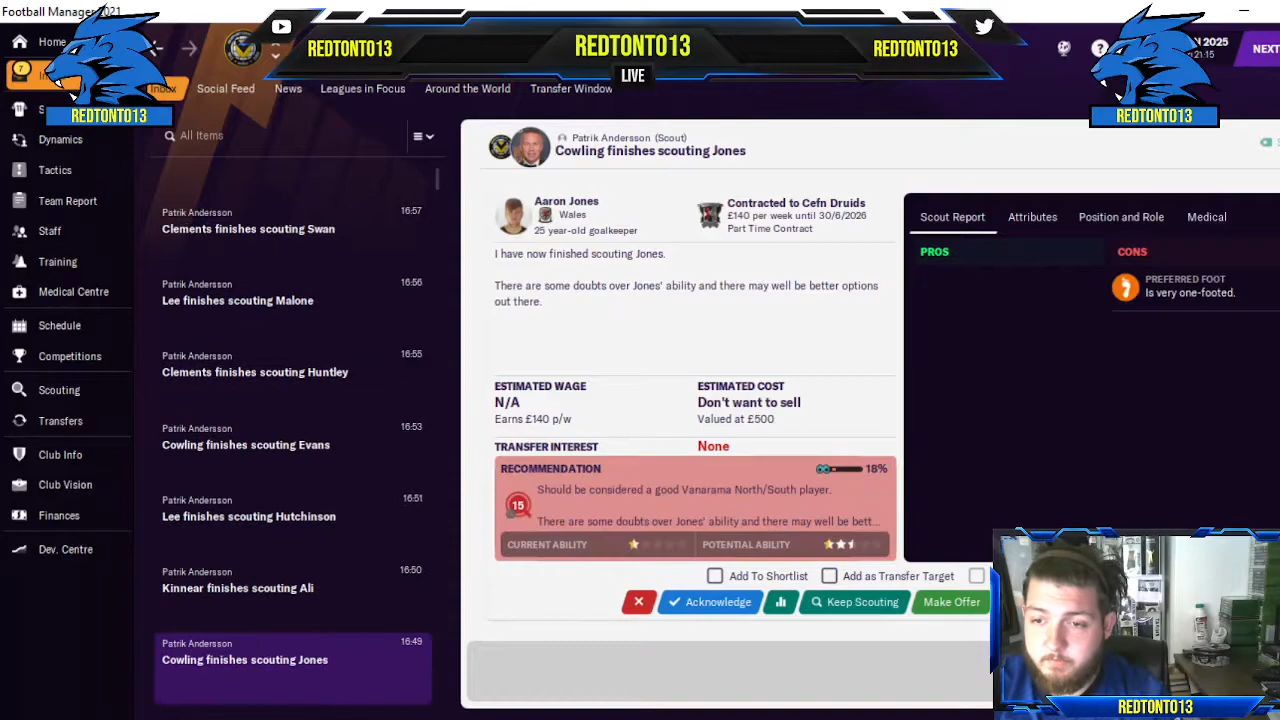 Football Manager 2021
REDTONTO13
REDTONTO13
REDTONTO13
LIVE
REDTONTO13
REDTONTO13
Home
2025
21:15
NEXT
7
Inbox
Social Feed
News
Leagues in Focus
Around the World
Transfer Window
Dynamics
Tactics
Team Report
Staff
Training
Medical Centre
Schedule
Competitions
Scouting
Transfers
Club Info
Club Vision
Finances
Dev. Centre
All Items
Patrik Andersson
16:57
Clements finishes scouting Swan
Patrik Andersson
16:56
Lee finishes scouting Malone
Patrik Andersson
16:55
Clements finishes scouting Huntley
Patrik Andersson
16:53
Cowling finishes scouting Evans
Patrik Andersson
16:51
Lee finishes scouting Hutchinson
Patrik Andersson
16:50
Kinnear finishes scouting Ali
Patrik Andersson
16:49
Cowling finishes scouting Jones
Patrik Andersson (Scout)
Cowling finishes scouting Jones
Aaron Jones
Wales
25 year-old goalkeeper
Contracted to Cefn Druids
£140 per week until 30/6/2026
Part Time Contract
I have now finished scouting Jones.
There are some doubts over Jones' ability and there may well be better options
out there.
ESTIMATED WAGE
N/A
Earns £140 p/w
ESTIMATED COST
Don't want to sell
Valued at £500
TRANSFER INTEREST
None
RECOMMENDATION
18%
15
Should be considered a good Vanarama North/South player.
There are some doubts over Jones' ability and there may well bett...
CURRENT ABILITY
POTENTIAL ABILITY
Add To Shortlist
Add as Transfer Target
Acknowledge
Keep Scouting
Make Offer
Scout Report
Attributes
Position and Role
Medical
PROS
CONS
PREFERRED FOOT
Is very one-footed.
REDTONTO13